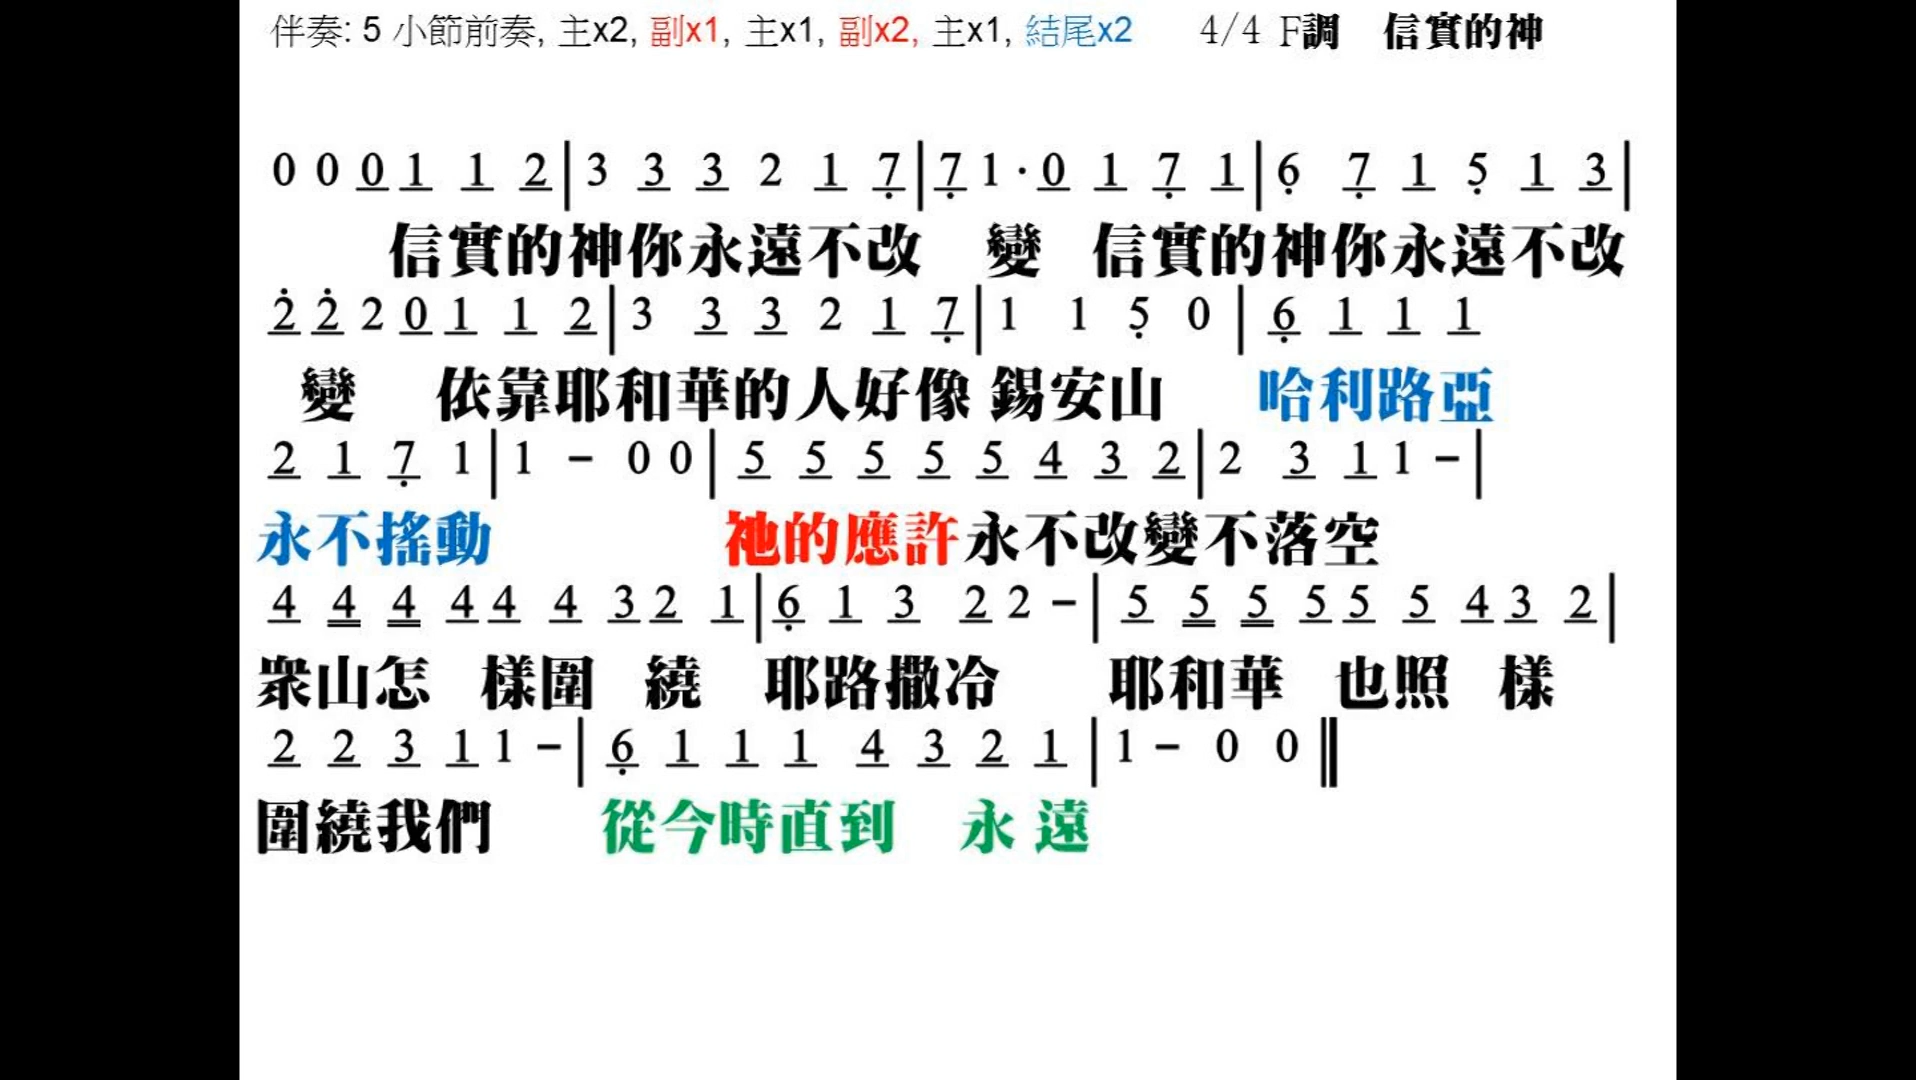 伴奏: 5 小節前奏, 主x2, 副x1, 主x1, 副x2, 主x1, 結尾x2 4/4 F調 信實的神
0 0 0 1 1 2 | 3 3 3 2 1 7̣ | 7̣ 1 · 0 1 7̣ 1 | 6̣ 7̣ 1 5̣ 1 3 |
信實的神你永遠不改 變 信實的神你永遠不改
2̇ 2̇ 2 0 1 1 2 | 3 3 3 2 1 7̣ | 1 1 5̣ 0 | 6̣ 1 1 1
變 依靠耶和華的人好像 錫安山 哈利路亞
2 1 7̣ 1 | 1 - 0 0 | 5 5 5 5 5 4 3 2 | 2 3 1 1 - |
永不搖動 祂的應許永不改變不落空
4 4 4 4 4 4 3 2 1 | 6̣ 1 3 2 2 - | 5 5 5 5 5 5 4 3 2 |
眾山怎 樣圍 繞 耶路撒冷 耶和華 也照 樣
2 2 3 1 1 - | 6̣ 1 1 1 4 3 2 1 | 1 - 0 0 ‖
圍繞我們 從今時直到 永 遠